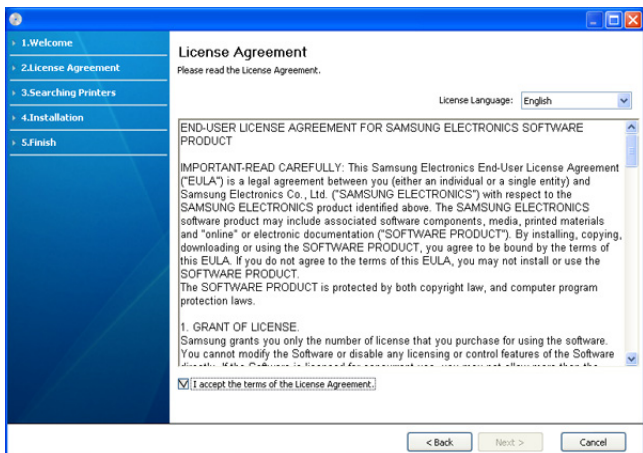 1.Welcome
2.License Agreement
3.Searching Printers
4.Installation
5.Finish
License Agreement
Please read the License Agreement.
License Language: English
END-USER LICENSE AGREEMENT FOR SAMSUNG ELECTRONICS SOFTWARE
PRODUCT
IMPORTANT-READ CAREFULLY: This Samsung Electronics End-User License Agreement
("EULA") is a legal agreement between you (either an individual or a single entity) and
Samsung Electronics Co., Ltd. ("SAMSUNG ELECTRONICS") with respect to the
SAMSUNG ELECTRONICS product identified above. The SAMSUNG ELECTRONICS
software product may include associated software components, media, printed materials
and "online" or electronic documentation ("SOFTWARE PRODUCT"). By installing, copying,
downloading or using the SOFTWARE PRODUCT, you agree to be bound by the terms of
this EULA. If you do not agree to the terms of this EULA, you may not install or use the
SOFTWARE PRODUCT.
The SOFTWARE PRODUCT is protected by both copyright law, and computer program
protection laws.
1. GRANT OF LICENSE.
Samsung grants you only the number of license that you purchase for using the software.
You cannot modify the Software or disable any licensing or control features of the Software
I accept the terms of the License Agreement.
< Back
Next >
Cancel